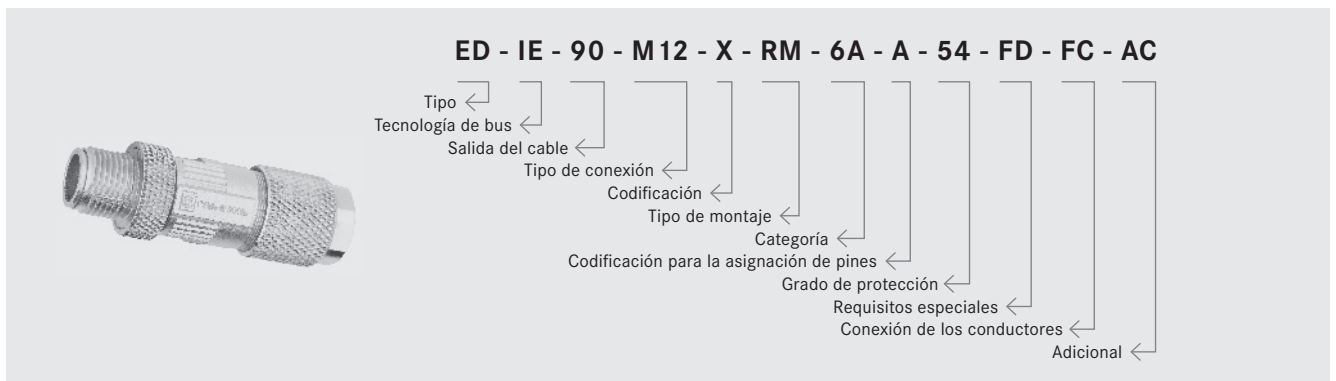 ED - IE - 90 - M12 - X - RM - 6A - A - 54 - FD - FC - AC
Tipo
Tecnología de bus
Salida del cable
Tipo de conexión
Codificación
Tipo de montaje
Categoría
Codificación para la asignación de pines
Grado de protección
Requisitos especiales
Conexión de los conductores
Adicional